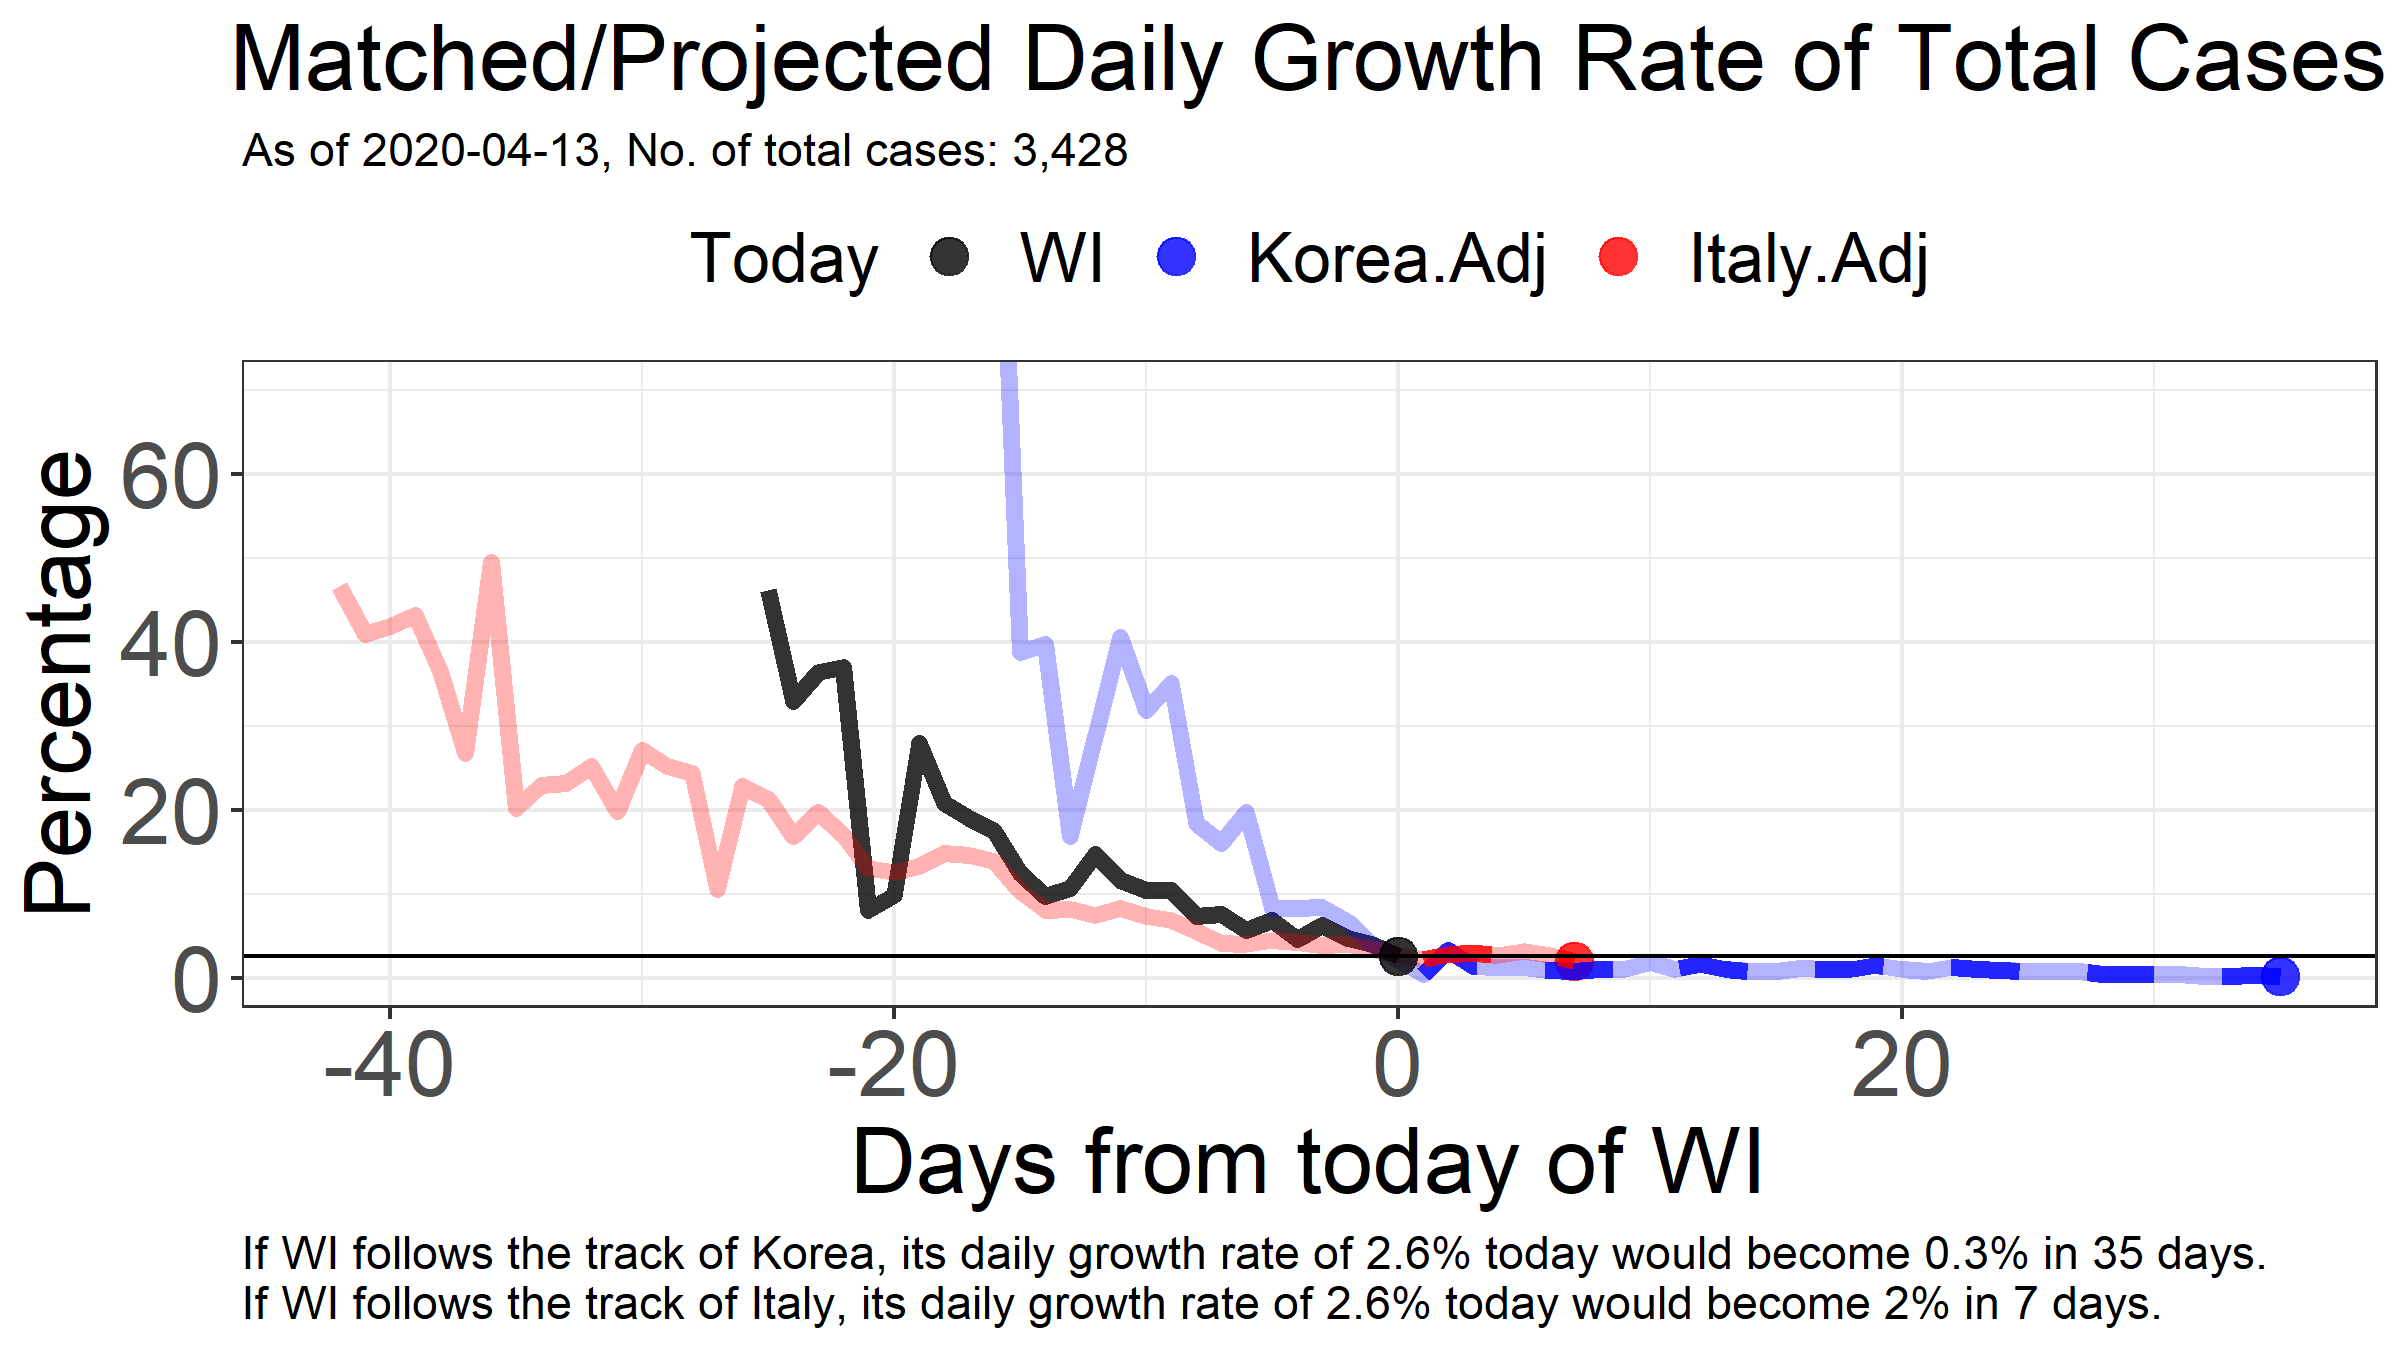 Matched/Projected Daily Growth Rate of Total Cases
As of 2020-04-13, No. of total cases: 3,428
Today WI Korea.Adj Italy.Adj
Percentage
60
40
20
0
-40 -20 0 20
Days from today of WI
If WI follows the track of Korea, its daily growth rate of 2.6% today would become 0.3% in 35 days.
If WI follows the track of Italy, its daily growth rate of 2.6% today would become 2% in 7 days.